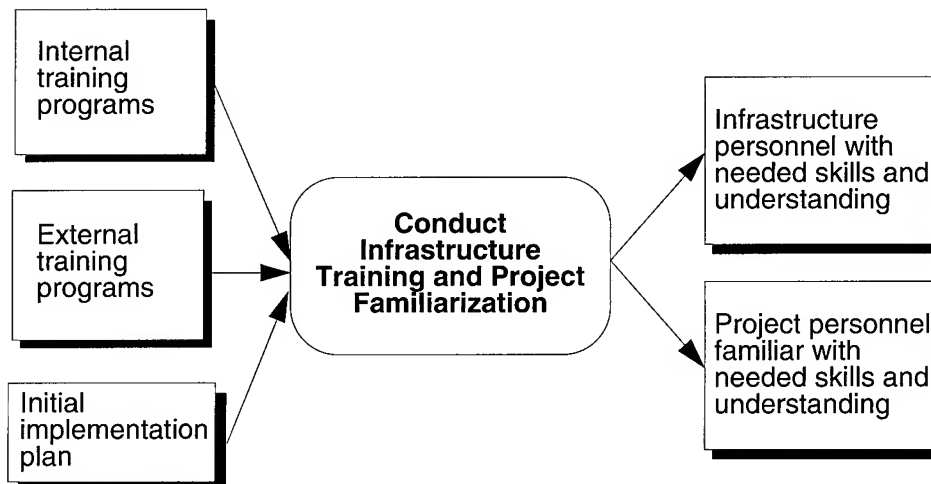 Internal
training
programs
External
training
programs
Initial
implementation
plan
Conduct
Infrastructure
Training and Project
Familiarization
Infrastructure
personnel with
needed skills and
understanding
Project personnel
familiar with
needed skills and
understanding